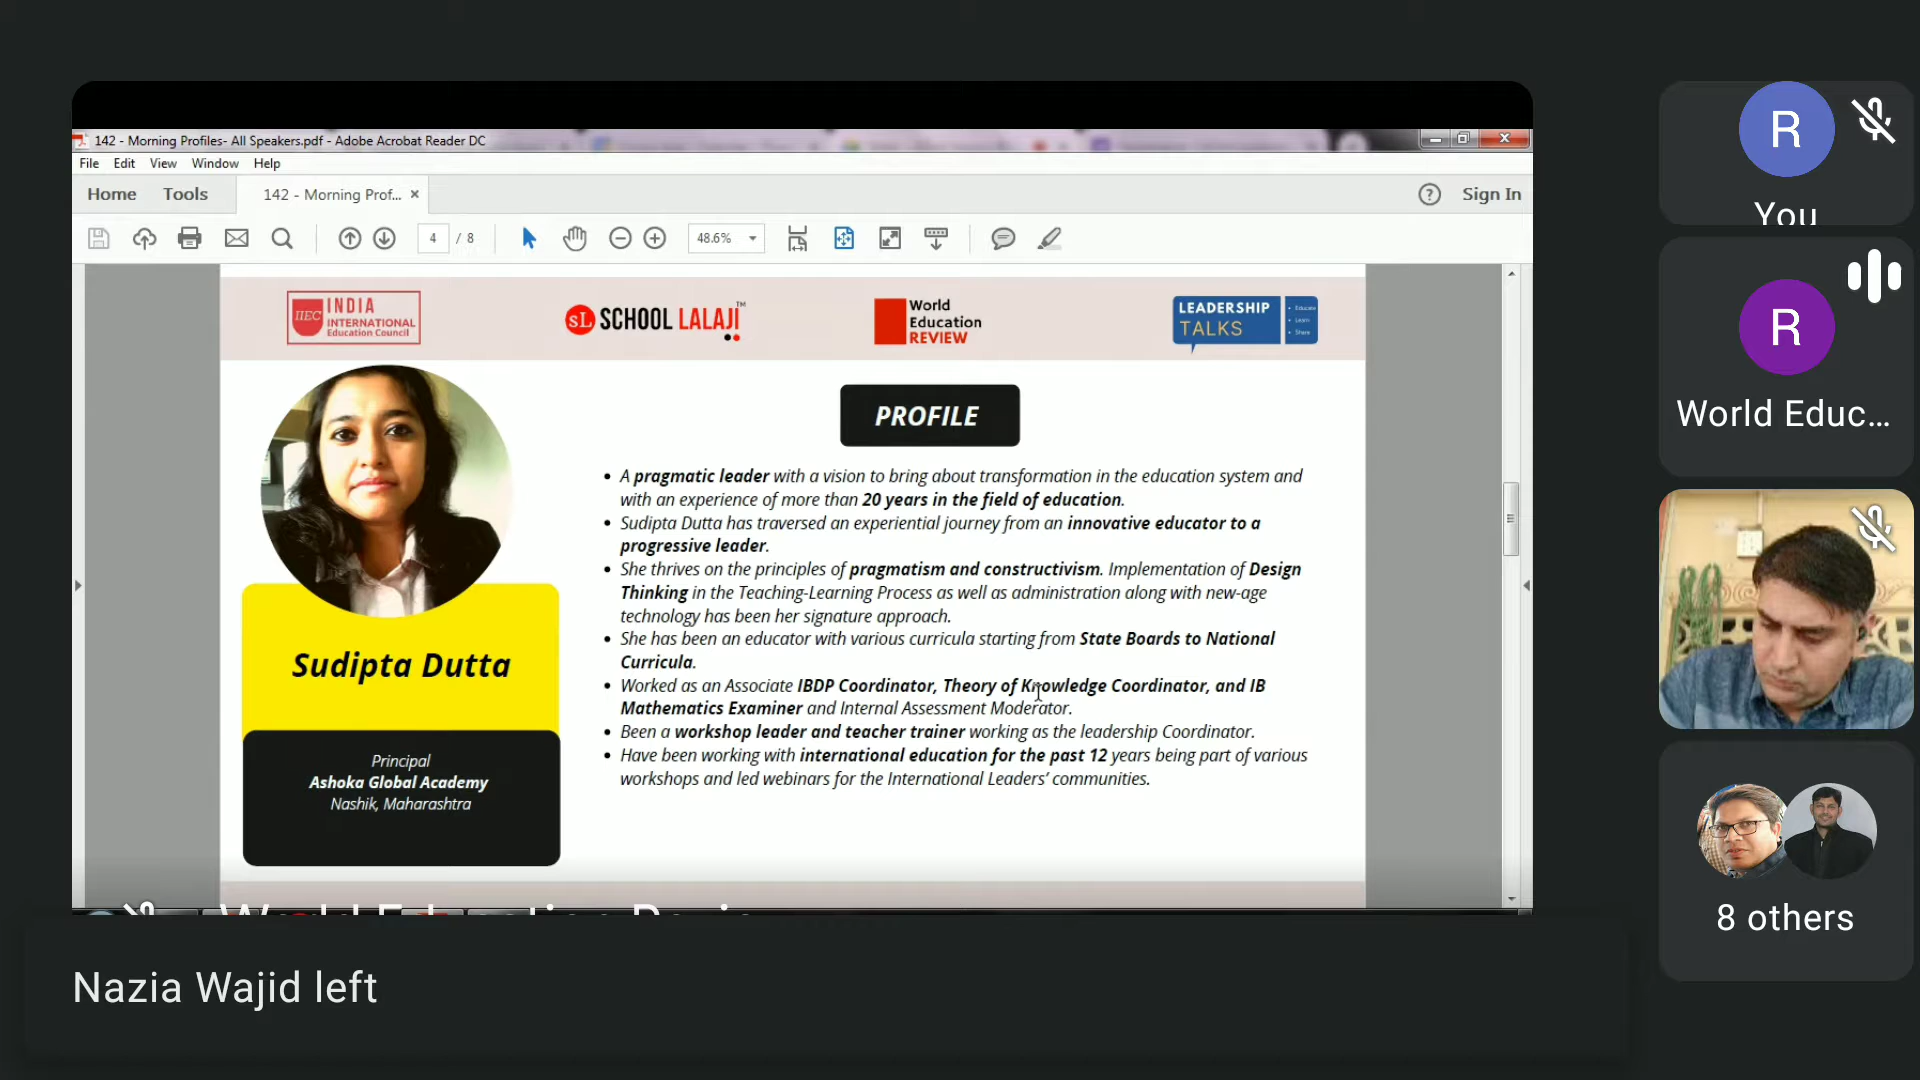 142 - Morning Profiles- All Speakers.pdf - Adobe Acrobat Reader DC
File Edit View Window Help
Home Tools 142 - Morning Prof... × ? Sign In
4 / 8 48.6%
IIEC INDIA INTERNATIONAL Education Council
sL SCHOOL LALAJI™
World Education REVIEW
LEADERSHIP TALKS • Educate • Learn • Share
PROFILE
• A pragmatic leader with a vision to bring about transformation in the education system and
with an experience of more than 20 years in the field of education.
• Sudipta Dutta has traversed an experiential journey from an innovative educator to a
progressive leader.
• She thrives on the principles of pragmatism and constructivism. Implementation of Design
Thinking in the Teaching-Learning Process as well as administration along with new-age
technology has been her signature approach.
• She has been an educator with various curricula starting from State Boards to National
Curricula.
• Worked as an Associate IBDP Coordinator, Theory of Knowledge Coordinator, and IB
Mathematics Examiner and Internal Assessment Moderator.
• Been a workshop leader and teacher trainer working as the leadership Coordinator.
• Have been working with international education for the past 12 years being part of various
workshops and led webinars for the International Leaders' communities.
Sudipta Dutta
Principal
Ashoka Global Academy
Nashik, Maharashtra
R
You
R
World Educ...
8 others
Nazia Wajid left